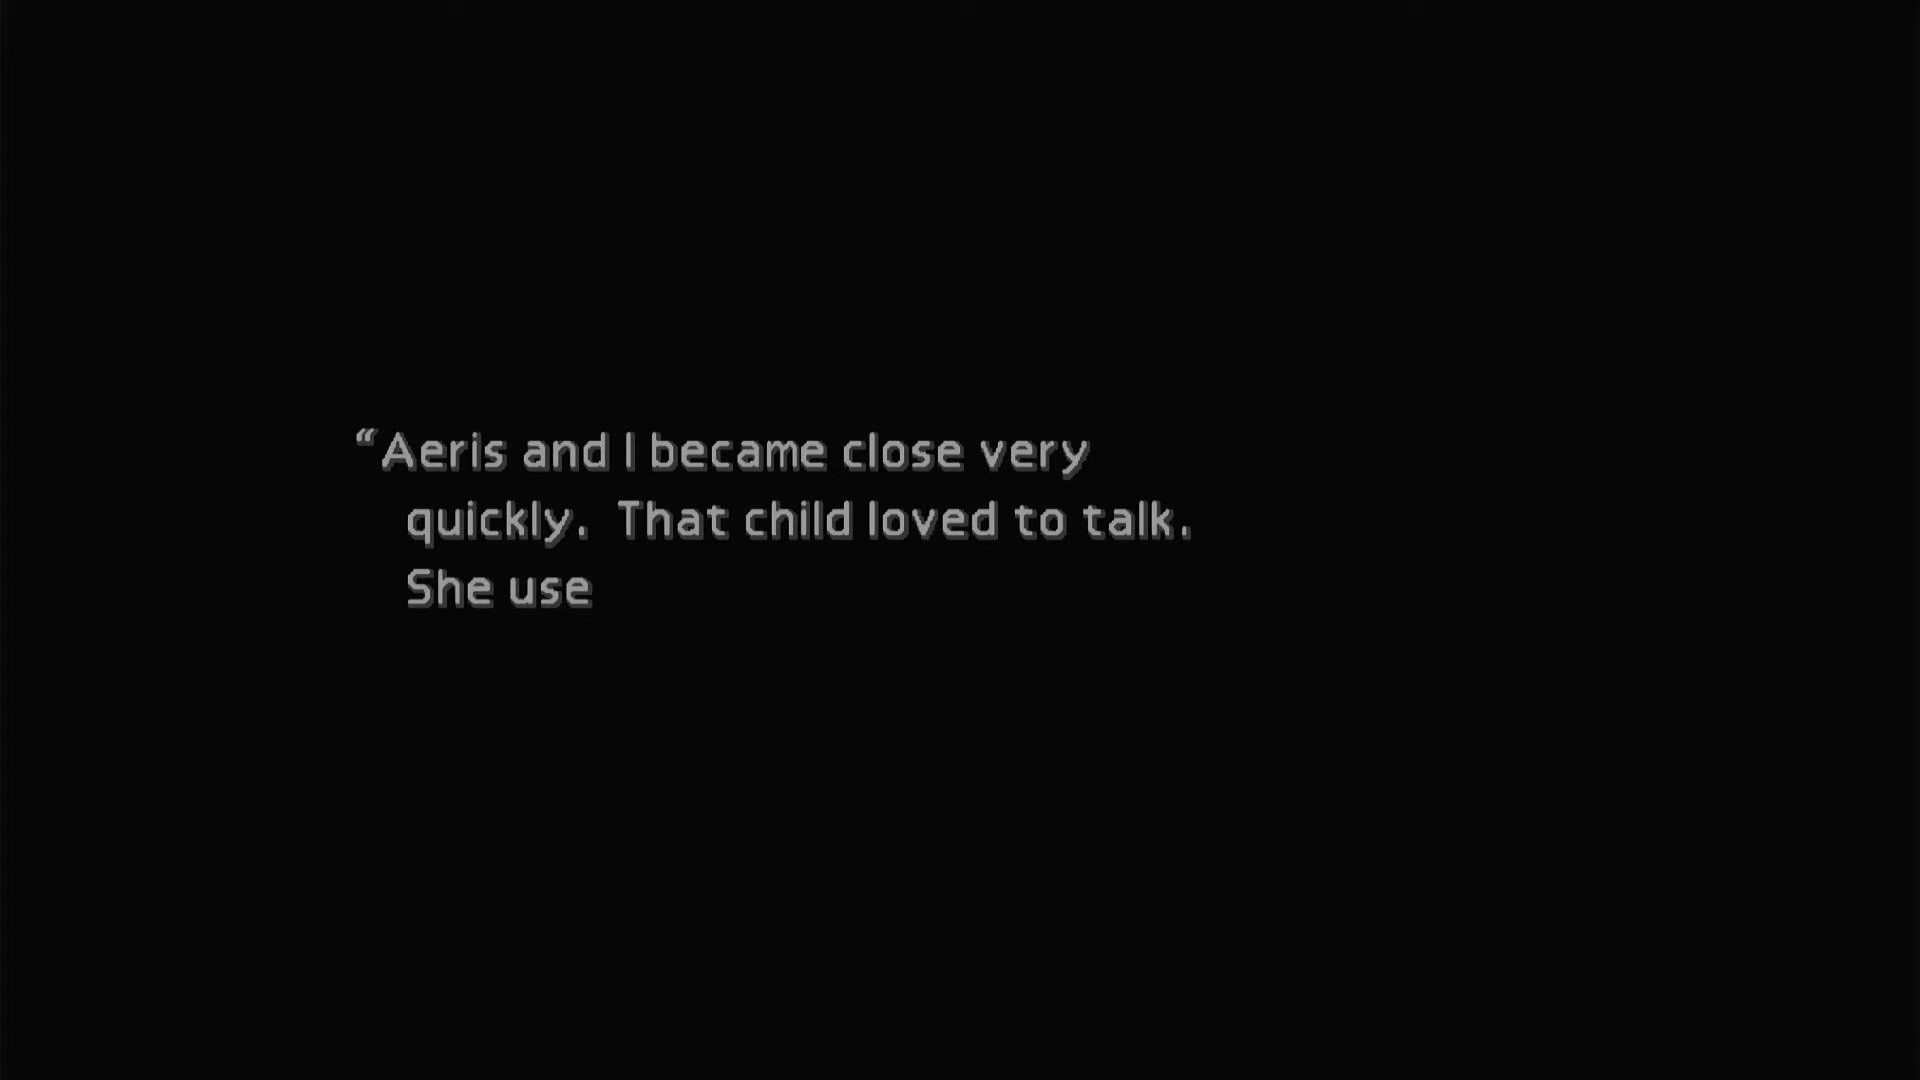 “Aeris and I became close very
quickly.  That child loved to talk.
She use